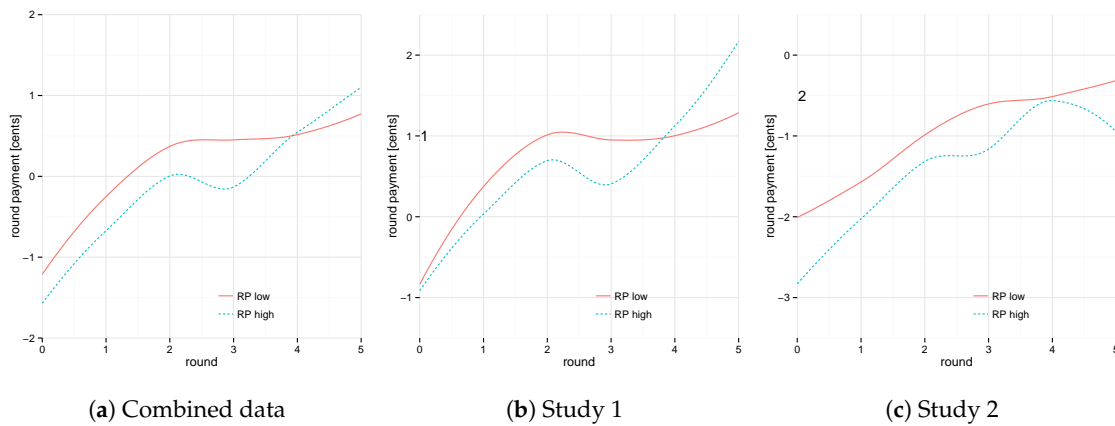 2
1
0
−1
−2
round payment [cents]
0 1 2 3 4 5
round
RP low
RP high
(a) Combined data
2
1
0
−1
round payment [cents]
1
0 1 2 3 4 5
round
RP low
RP high
(b) Study 1
0
−1
−2
−3
round payment [cents]
2
0 1 2 3 4 5
round
RP low
RP high
(c) Study 2